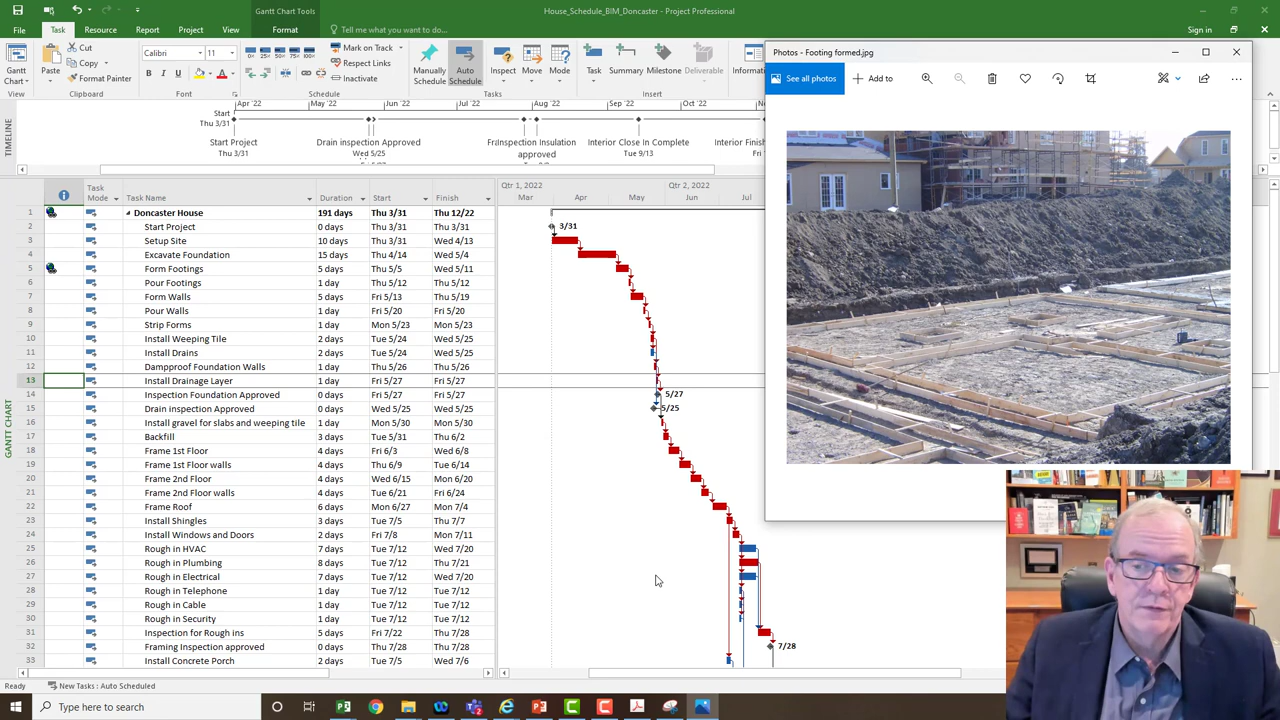 Gantt Chart Tools
House_Schedule_BIM_Doncaster - Project Professional
File Task Resource Report Project View Format Tell me what you want to do Sign in
Gantt Chart
Paste
Cut
Copy
Format Painter
Clipboard
Calibri 11
B I U A
Font
0% 25% 50% 75% 100%
Mark on Track
Respect Links
Inactivate
Schedule
Manually Schedule
Auto Schedule
Inspect Move Mode
Tasks
Task Summary Milestone Deliverable
Insert
Informati
View
Photos - Footing formed.jpg
See all photos Add to
TIMELINE
Apr '22 May '22 Jun '22 Jul '22 Aug '22 Sep '22 Oct '22 Nov
Start
Thu 3/31
Start Project
Thu 3/31
Drain inspection Approved
Wed 5/25
Insulation approved
Interior Close In Complete
Tue 9/13
Interior Finish
Task Mode Task Name Duration Start Finish
Qtr 1, 2022 Qtr 2, 2022
Mar Apr May Jun Jul
1 Doncaster House 191 days Thu 3/31 Thu 12/22
2 Start Project 0 days Thu 3/31 Thu 3/31 3/31
3 Setup Site 10 days Thu 3/31 Wed 4/13
4 Excavate Foundation 15 days Thu 4/14 Wed 5/4
5 Form Footings 5 days Thu 5/5 Wed 5/11
6 Pour Footings 1 day Thu 5/12 Thu 5/12
7 Form Walls 5 days Fri 5/13 Thu 5/19
8 Pour Walls 1 day Fri 5/20 Fri 5/20
9 Strip Forms 1 day Mon 5/23 Mon 5/23
10 Install Weeping Tile 2 days Tue 5/24 Wed 5/25
11 Install Drains 2 days Tue 5/24 Wed 5/25
12 Dampproof Foundation Walls 1 day Thu 5/26 Thu 5/26
13 Install Drainage Layer 1 day Fri 5/27 Fri 5/27
14 Inspection Foundation Approved 0 days Fri 5/27 Fri 5/27 5/27
15 Drain inspection Approved 0 days Wed 5/25 Wed 5/25 5/25
16 Install gravel for slabs and weeping tile 1 day Mon 5/30 Mon 5/30
17 Backfill 3 days Tue 5/31 Thu 6/2
18 Frame 1st Floor 4 days Fri 6/3 Wed 6/8
19 Frame 1st Floor walls 4 days Thu 6/9 Tue 6/14
20 Frame 2nd Floor 4 days Wed 6/15 Mon 6/20
21 Frame 2nd Floor walls 4 days Tue 6/21 Fri 6/24
22 Frame Roof 6 days Mon 6/27 Mon 7/4
23 Install Shingles 3 days Tue 7/5 Thu 7/7
24 Install Windows and Doors 2 days Fri 7/8 Mon 7/11
25 Rough in HVAC 7 days Tue 7/12 Wed 7/20
26 Rough in Plumbing 8 days Tue 7/12 Thu 7/21
27 Rough in Electrical 7 days Tue 7/12 Wed 7/20
28 Rough in Telephone 1 day Tue 7/12 Tue 7/12
29 Rough in Cable 1 day Tue 7/12 Tue 7/12
30 Rough in Security 1 day Tue 7/12 Tue 7/12
31 Inspection for Rough ins 5 days Fri 7/22 Thu 7/28
32 Framing Inspection approved 0 days Thu 7/28 Thu 7/28 7/28
33 Install Concrete Porch 2 days Tue 7/5 Wed 7/6
GANTT CHART
Ready New Tasks : Auto Scheduled
Type here to search